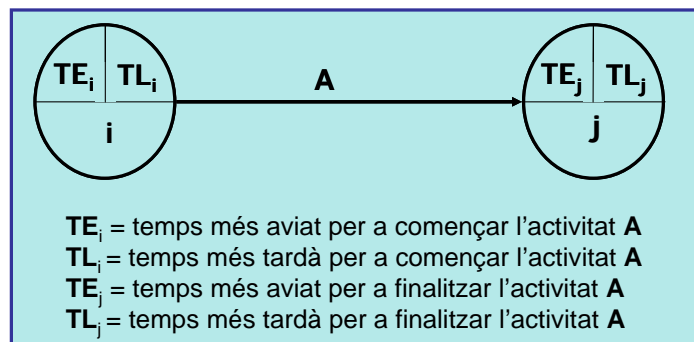 TEi TLi A TEj TLj
i j
TEi = temps més aviat per a començar l'activitat A
TLi = temps més tardà per a començar l'activitat A
TEj = temps més aviat per a finalitzar l'activitat A
TLj = temps més tardà per a finalitzar l'activitat A